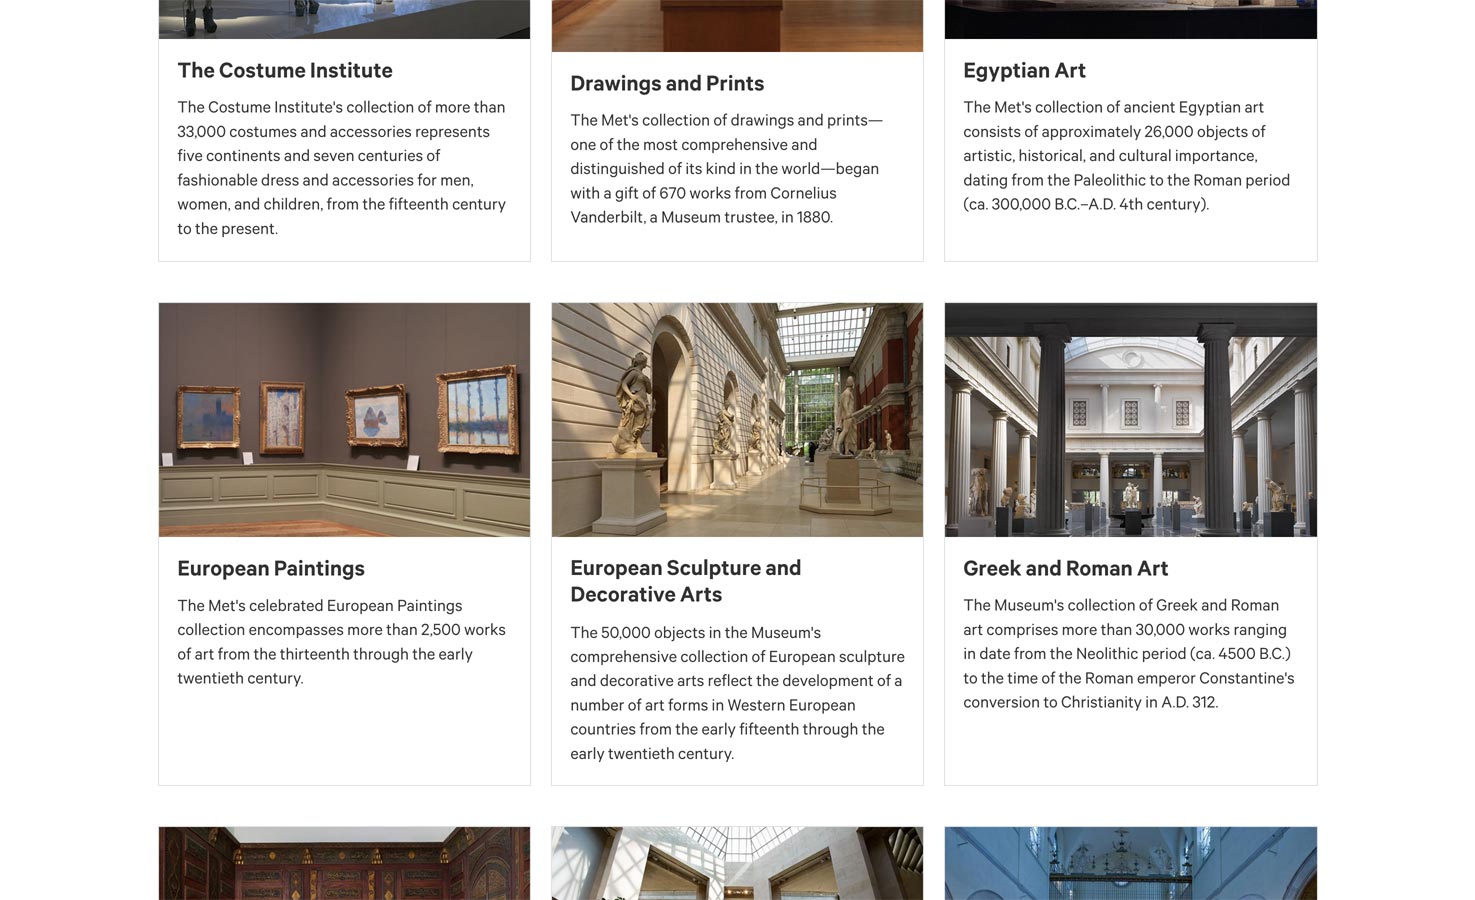 The Costume Institute
The Costume Institute's collection of more than
33,000 costumes and accessories represents
five continents and seven centuries of
fashionable dress and accessories for men,
women, and children, from the fifteenth century
to the present.
Drawings and Prints
The Met's collection of drawings and prints—
one of the most comprehensive and
distinguished of its kind in the world—began
with a gift of 670 works from Cornelius
Vanderbilt, a Museum trustee, in 1880.
Egyptian Art
The Met's collection of ancient Egyptian art
consists of approximately 26,000 objects of
artistic, historical, and cultural importance,
dating from the Paleolithic to the Roman period
(ca. 300,000 B.C.–A.D. 4th century).
European Paintings
The Met's celebrated European Paintings
collection encompasses more than 2,500 works
of art from the thirteenth through the early
twentieth century.
European Sculpture and
Decorative Arts
The 50,000 objects in the Museum's
comprehensive collection of European sculpture
and decorative arts reflect the development of a
number of art forms in Western European
countries from the early fifteenth through the
early twentieth century.
Greek and Roman Art
The Museum's collection of Greek and Roman
art comprises more than 30,000 works ranging
in date from the Neolithic period (ca. 4500 B.C.)
to the time of the Roman emperor Constantine's
conversion to Christianity in A.D. 312.